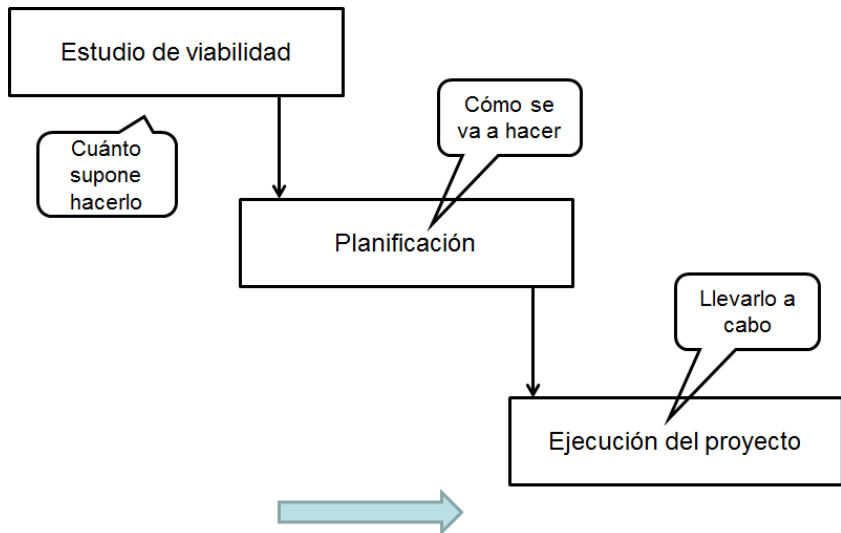 Estudio de viabilidad
Cuánto
supone
hacerlo
Cómo se
va a hacer
Planificación
Llevarlo a
cabo
Ejecución del proyecto